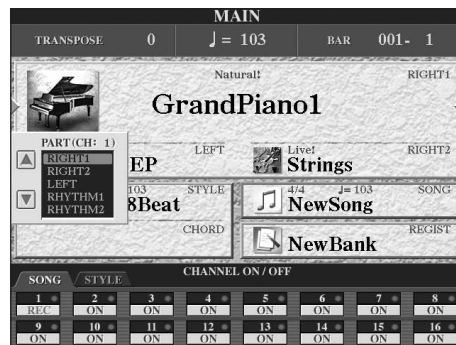 MAIN
TRANSPOSE 0 ♩= 103 BAR 001- 1
Natural! RIGHT1
GrandPiano1
PART(CH: 1)
RIGHT1
RIGHT2
LEFT
RHYTHM1
RHYTHM2
LEFT
EP
Live! RIGHT2
Strings
103 STYLE
8Beat
4/4 ♩=103 SONG
NewSong
CHORD
REGIST
NewBank
SONG STYLE CHANNEL ON / OFF
1 2 3 4 5 6 7 8
REC ON ON ON ON ON ON ON
9 10 11 12 13 14 15 16
ON ON ON ON ON ON ON ON